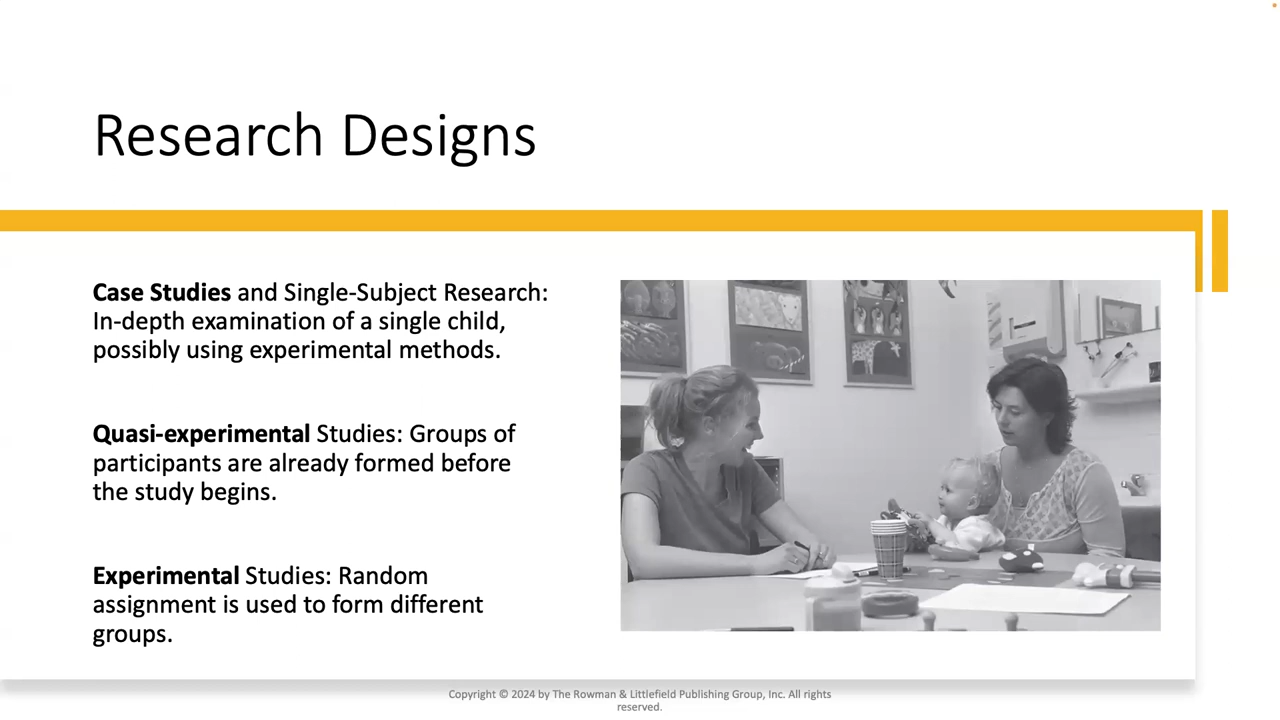 Research Designs
Case Studies and Single-Subject Research:
In-depth examination of a single child,
possibly using experimental methods.
Quasi-experimental Studies: Groups of
participants are already formed before
the study begins.
Experimental Studies: Random
assignment is used to form different
groups.
Copyright © 2024 by The Rowman & Littlefield Publishing Group, Inc. All rights
reserved.